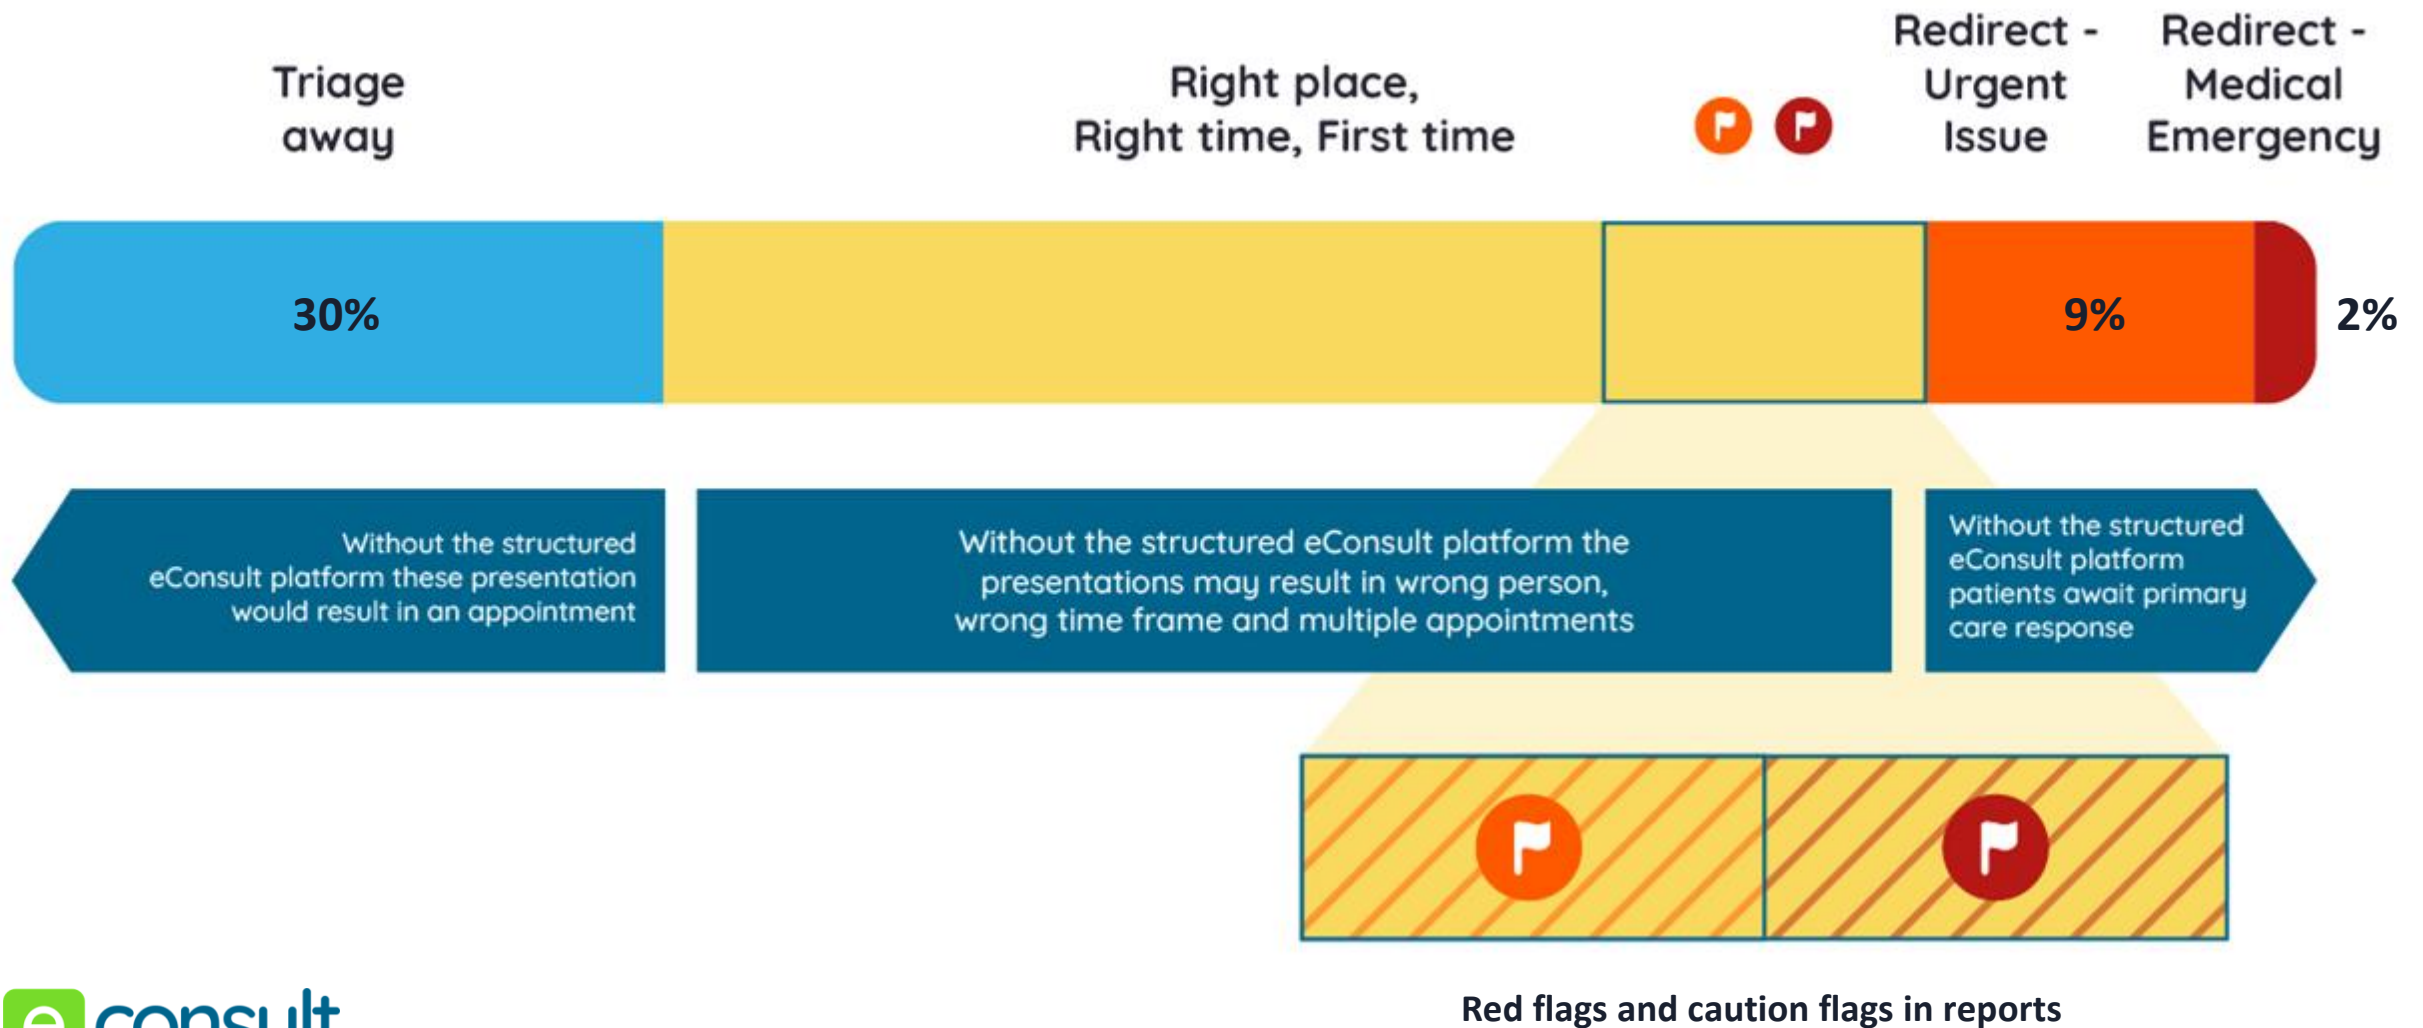 Triage
away
Right place,
Right time, First time
Redirect -
Urgent
Issue
Redirect -
Medical
Emergency
30%
9%
2%
Without the structured
eConsult platform these presentation
would result in an appointment
Without the structured eConsult platform the
presentations may result in wrong person,
wrong time frame and multiple appointments
Without the structured
eConsult platform
patients await primary
care response
Red flags and caution flags in reports
e consult